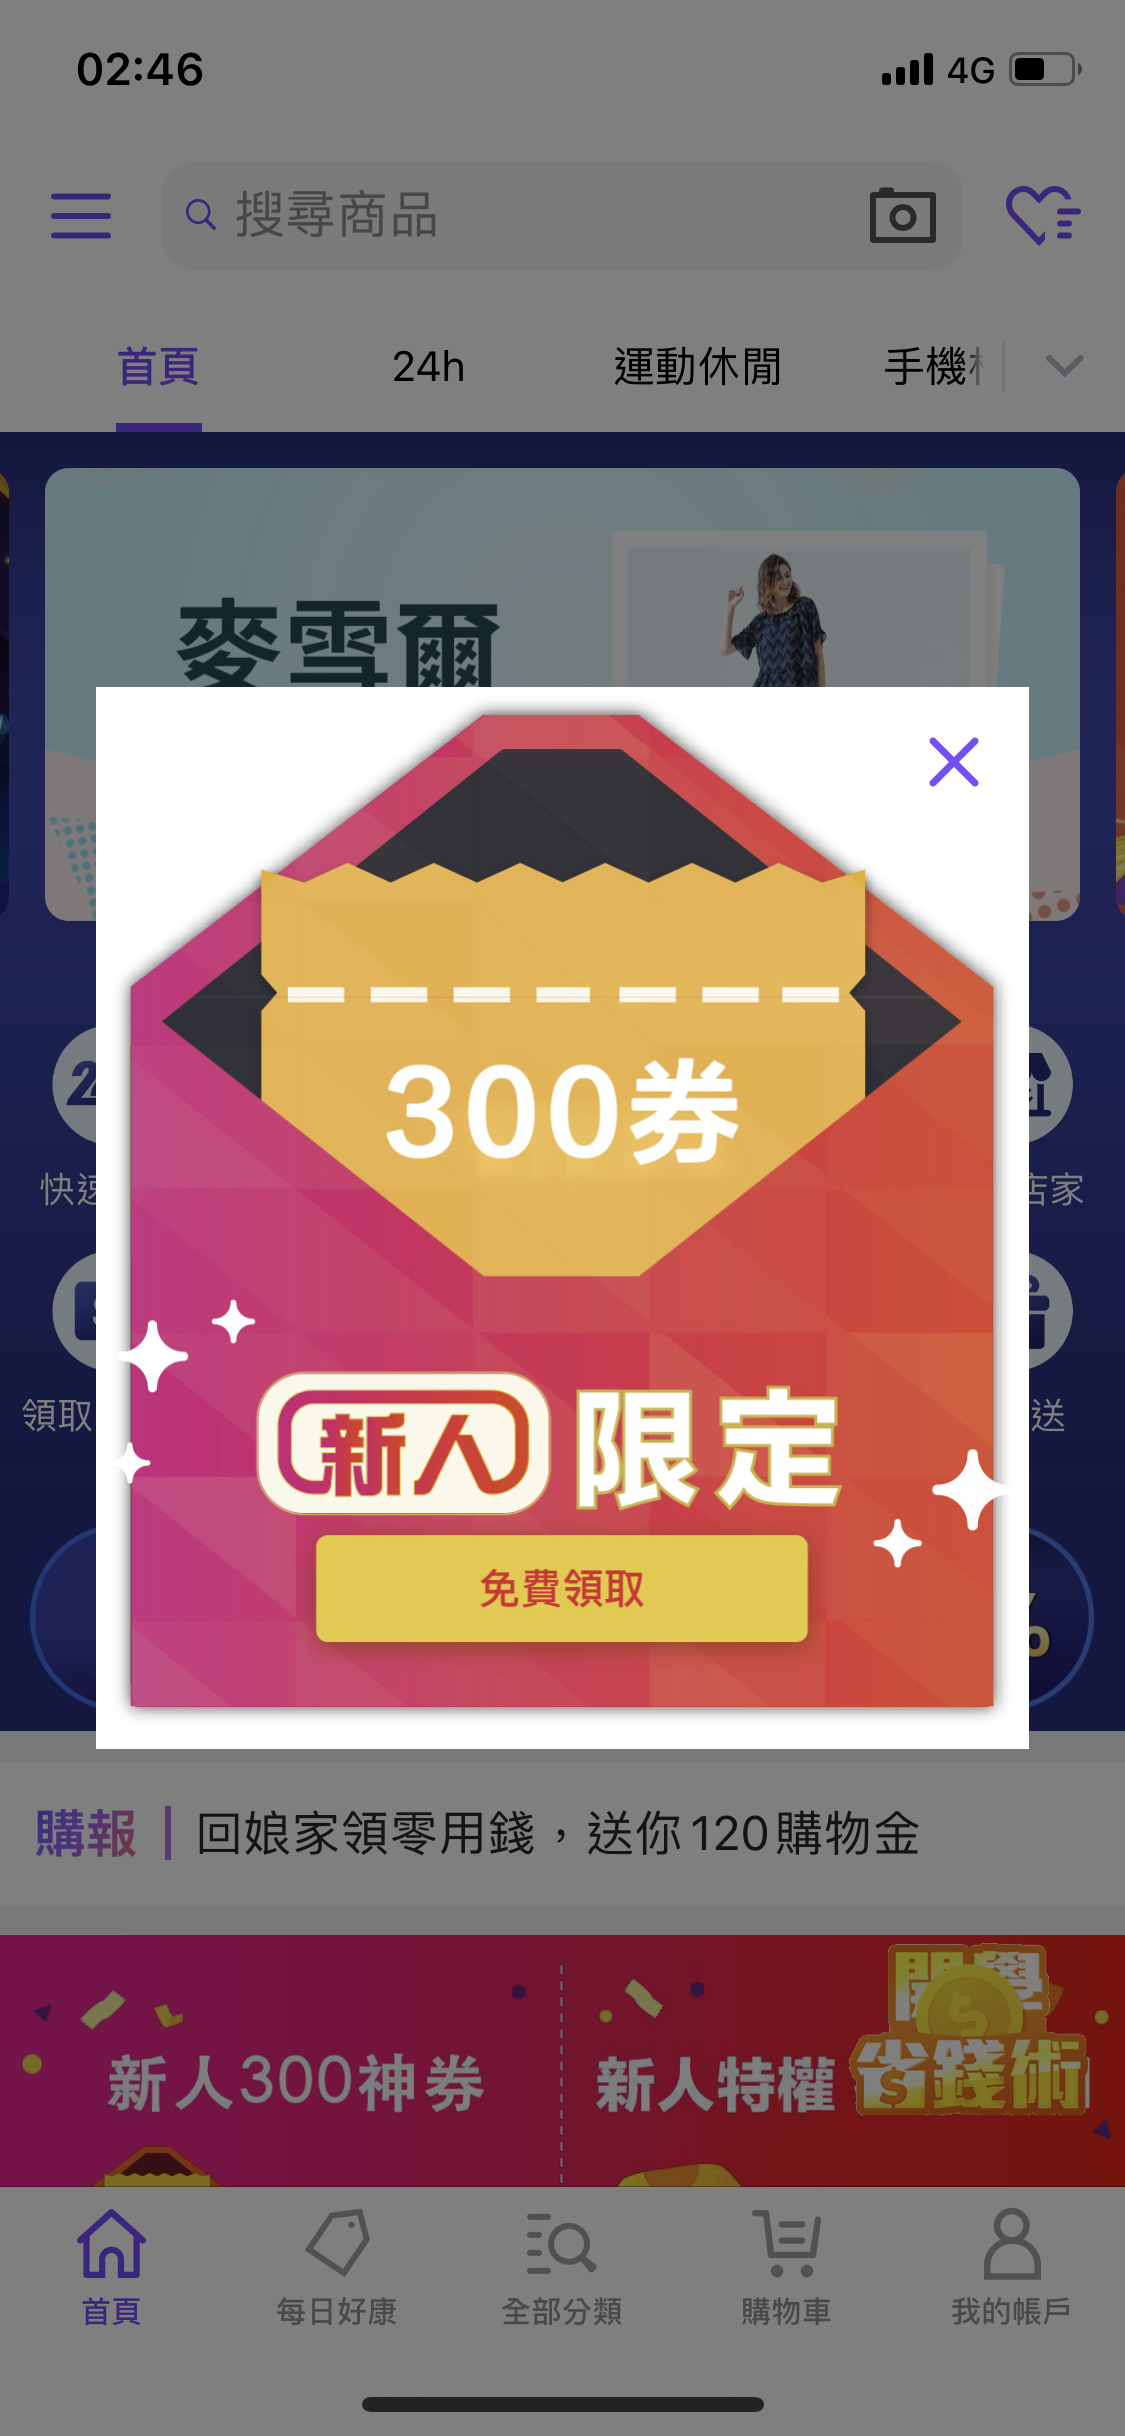 02:46
4G
搜尋商品
首頁
24h
運動休閒
手機
麥雪爾
300券
快速
店家
領取
送
新人
限定
免費領取
%
購報
回娘家領零用錢，送你120購物金
新人300神券
新人特權
開學
省錢術
首頁
每日好康
全部分類
購物車
我的帳戶